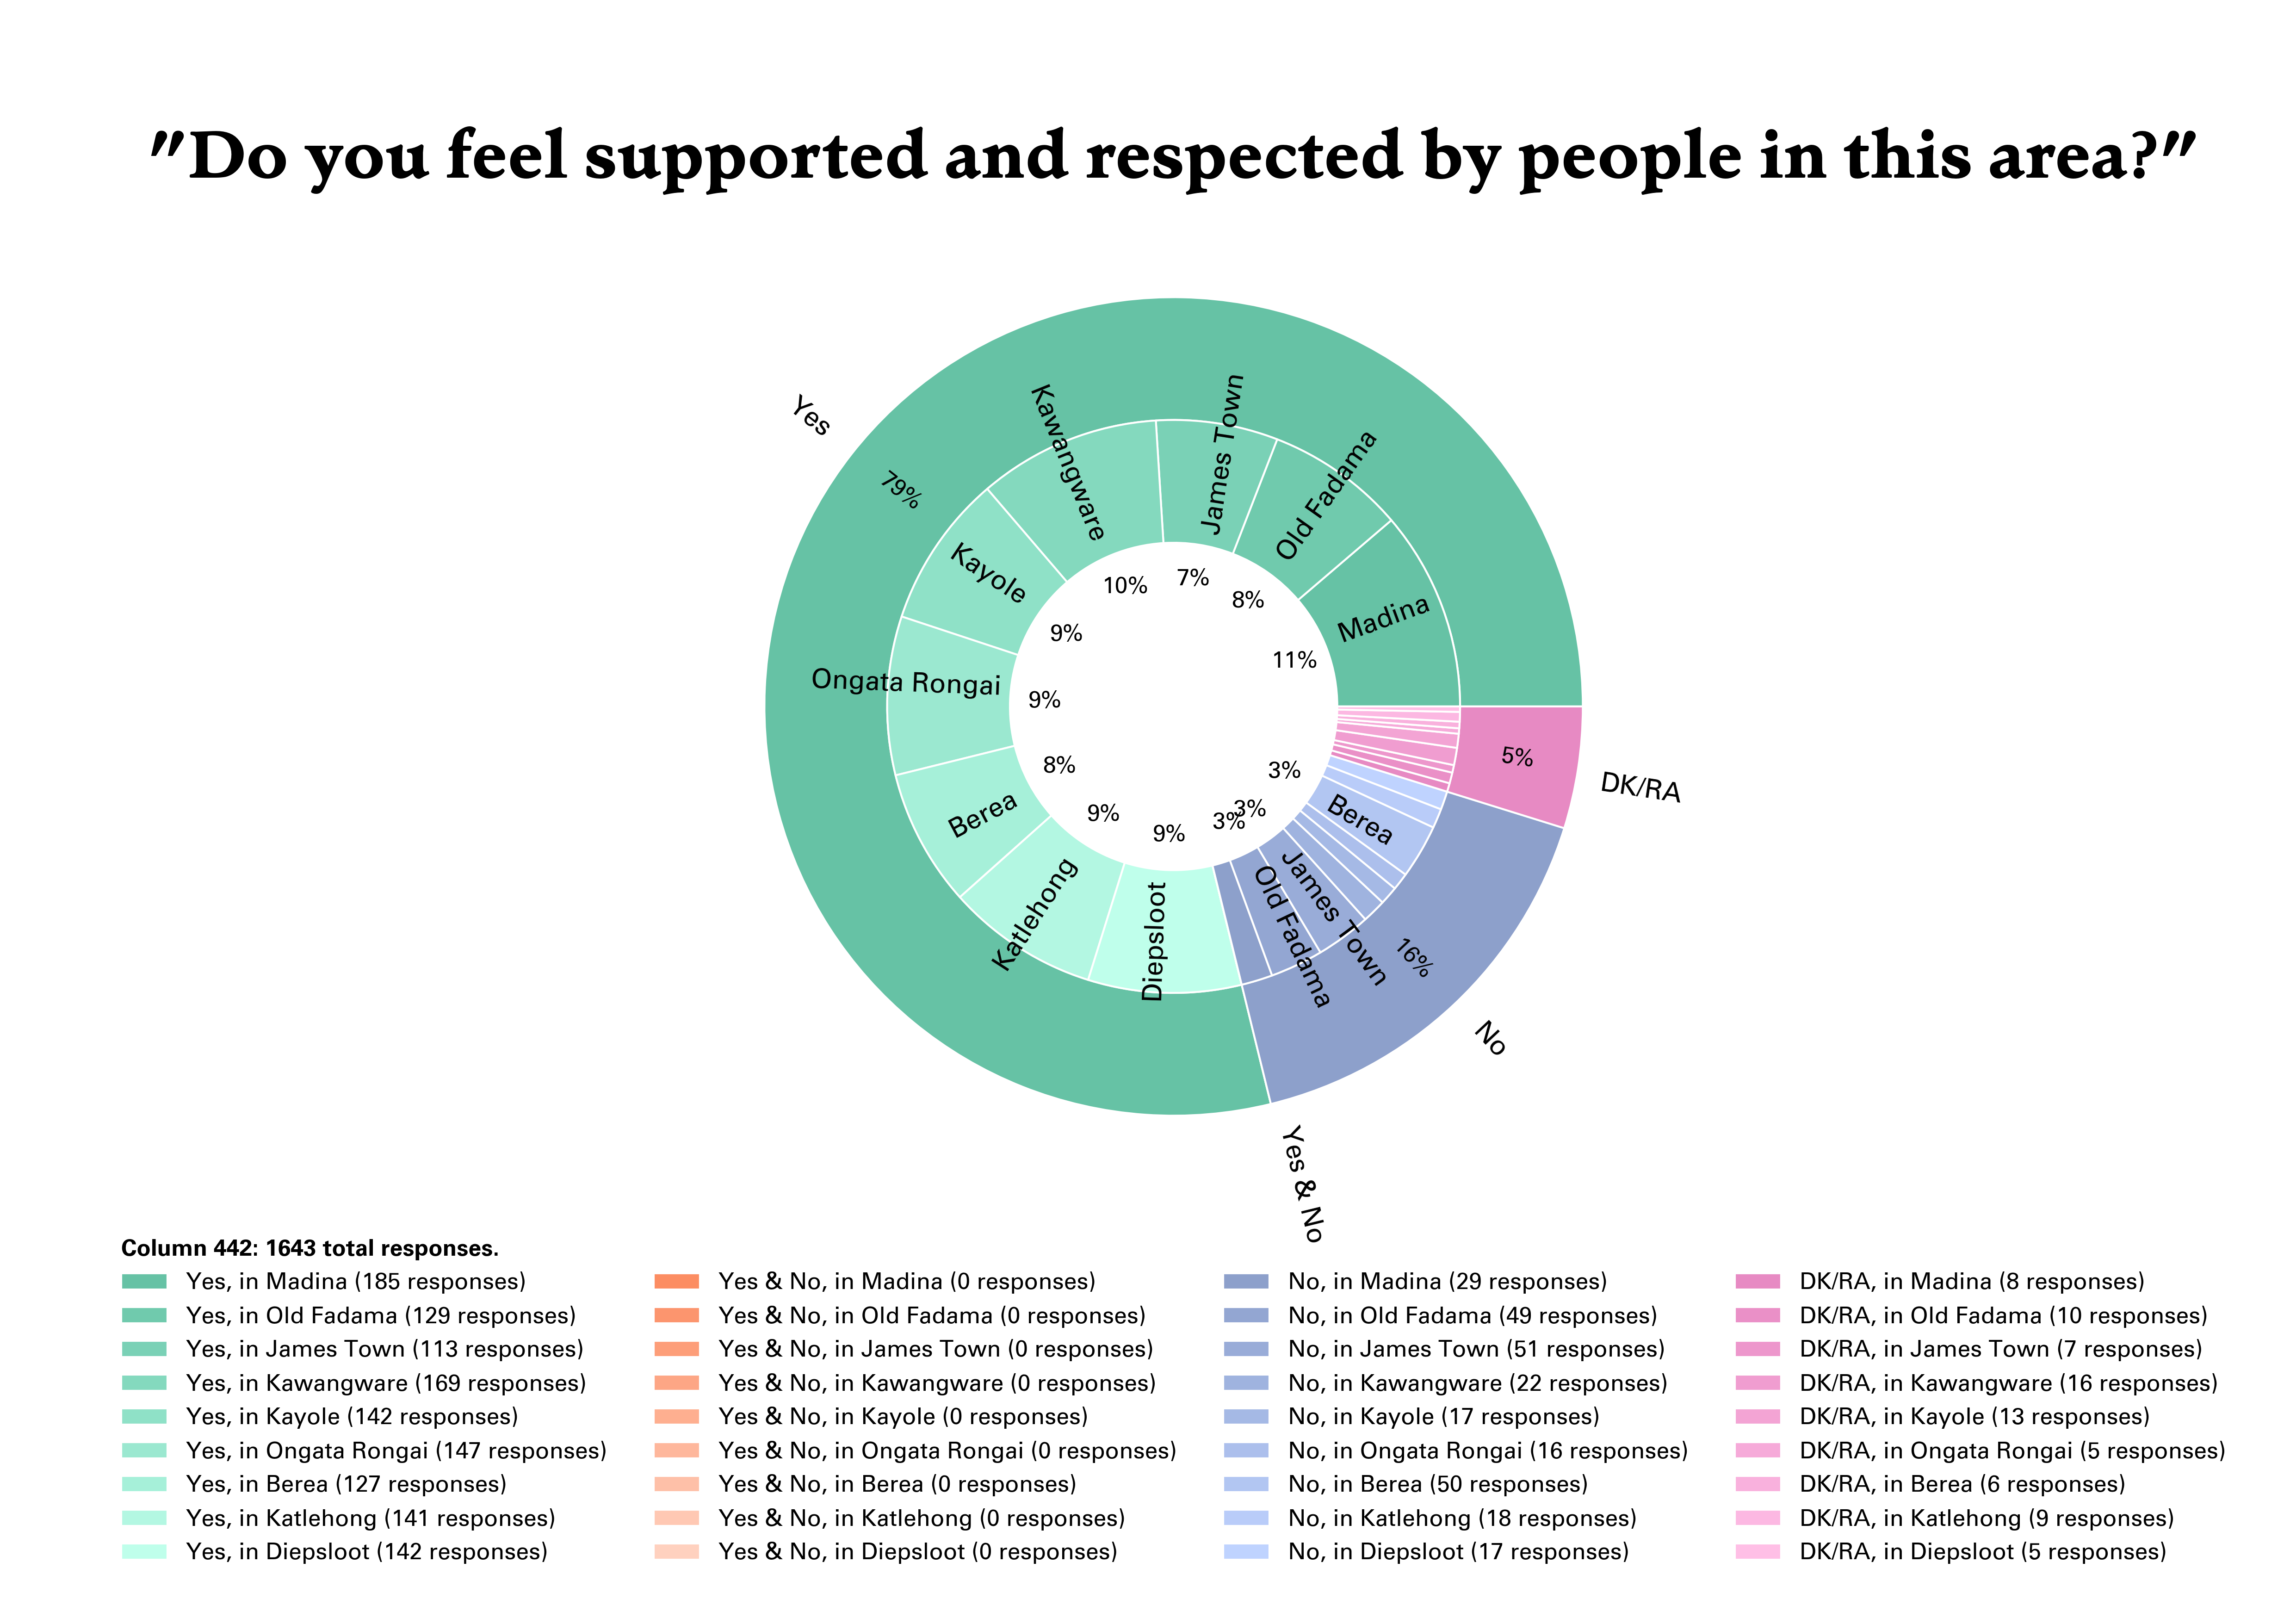 "Do you feel supported and respected by people in this area?"
Yes
79%
Kawangware
James Town
Old Fadama
Madina
Kayole
Ongata Rongai
Berea
Katlehong
Diepsloot
10%
7%
8%
11%
9%
9%
8%
9%
9%
3%
3%
3%
Old Fadama
James Town
Berea
5%
DK/RA
16%
No
Yes & No
Column 442: 1643 total responses.
Yes, in Madina (185 responses)
Yes, in Old Fadama (129 responses)
Yes, in James Town (113 responses)
Yes, in Kawangware (169 responses)
Yes, in Kayole (142 responses)
Yes, in Ongata Rongai (147 responses)
Yes, in Berea (127 responses)
Yes, in Katlehong (141 responses)
Yes, in Diepsloot (142 responses)
Yes & No, in Madina (0 responses)
Yes & No, in Old Fadama (0 responses)
Yes & No, in James Town (0 responses)
Yes & No, in Kawangware (0 responses)
Yes & No, in Kayole (0 responses)
Yes & No, in Ongata Rongai (0 responses)
Yes & No, in Berea (0 responses)
Yes & No, in Katlehong (0 responses)
Yes & No, in Diepsloot (0 responses)
No, in Madina (29 responses)
No, in Old Fadama (49 responses)
No, in James Town (51 responses)
No, in Kawangware (22 responses)
No, in Kayole (17 responses)
No, in Ongata Rongai (16 responses)
No, in Berea (50 responses)
No, in Katlehong (18 responses)
No, in Diepsloot (17 responses)
DK/RA, in Madina (8 responses)
DK/RA, in Old Fadama (10 responses)
DK/RA, in James Town (7 responses)
DK/RA, in Kawangware (16 responses)
DK/RA, in Kayole (13 responses)
DK/RA, in Ongata Rongai (5 responses)
DK/RA, in Berea (6 responses)
DK/RA, in Katlehong (9 responses)
DK/RA, in Diepsloot (5 responses)